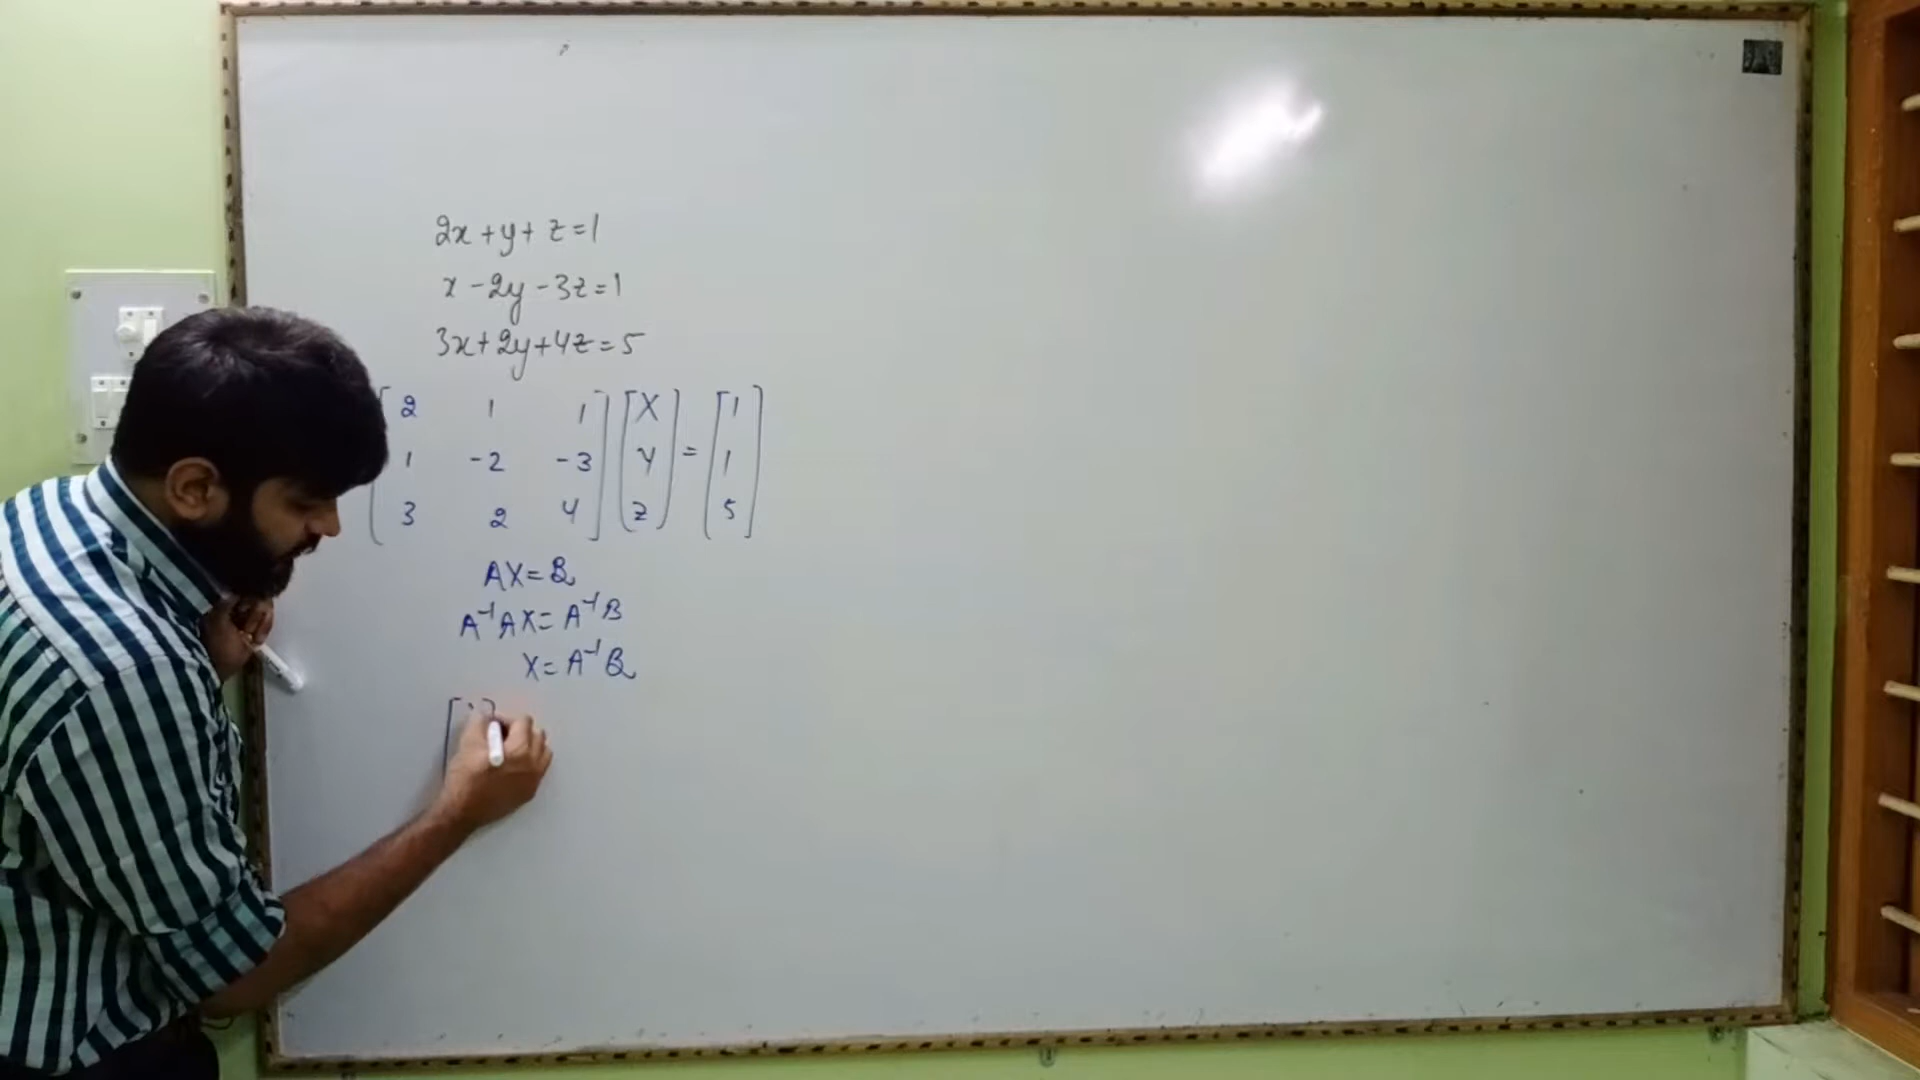 2x + y + z = 1
x - 2y - 3z = 1
3x + 2y + 4z = 5
[ 2 1 1 ] [ X ] = [ 1 ]
[ 1 -2 -3 ] [ Y ] [ 1 ]
[ 3 2 4 ] [ Z ] [ 5 ]
AX = B
A⁻¹AX = A⁻¹B
X = A⁻¹B